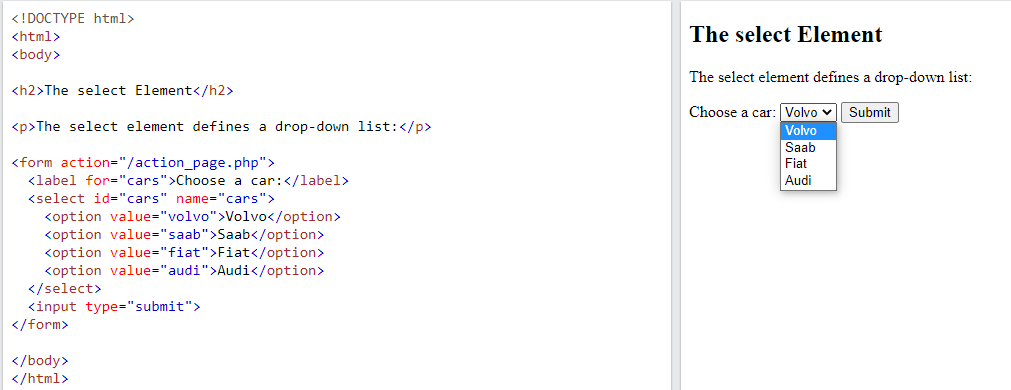 <!DOCTYPE html>
<html>
<body>
<h2>The select Element</h2>
<p>The select element defines a drop-down list:</p>
<form action="/action_page.php">
<label for="cars">Choose a car:</label>
<select id="cars" name="cars">
<option value="volvo">Volvo</option>
<option value="saab">Saab</option>
<option value="fiat">Fiat</option>
<option value="audi">Audi</option>
</select>
<input type="submit">
</form>
</body>
</html>
The select Element
The select element defines a drop-down list:
Choose a car: Volvo Submit
Volvo
Saab
Fiat
Audi